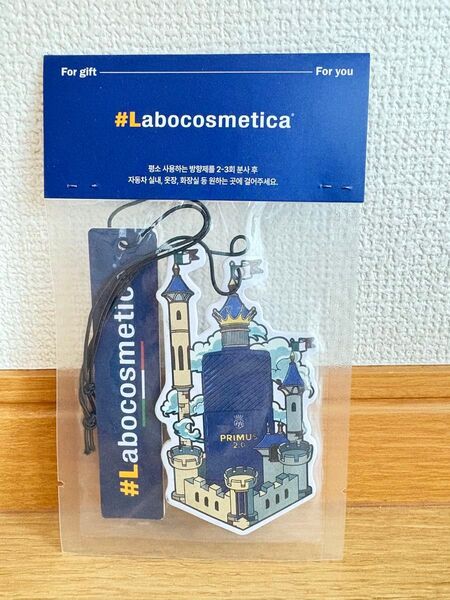 For gift
For you
#Labocosmetica®
평소 사용하는 방향제를 2-3회 분사 후
자동차 실내, 옷장, 화장실 등 원하는 곳에 걸어주세요.
#Labocosmetic
PRIMUS
2.0